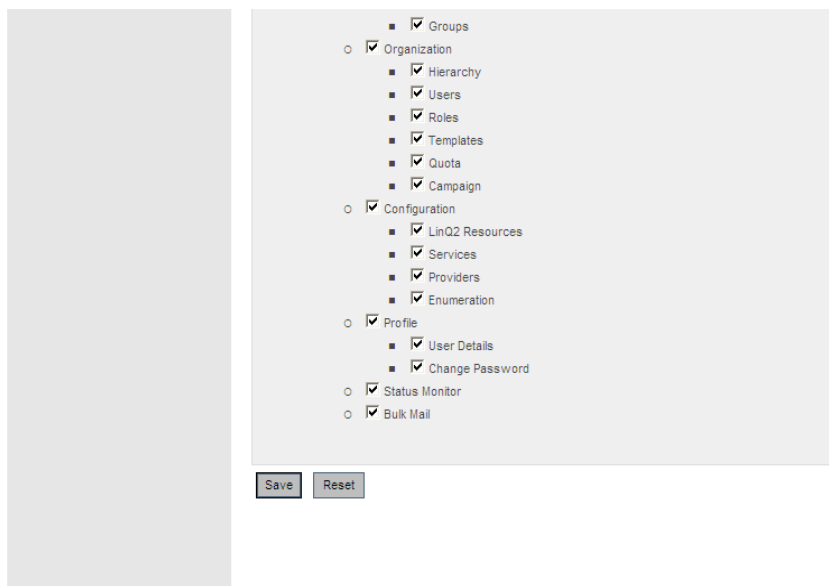 Groups
Organization
Hierarchy
Users
Roles
Templates
Quota
Campaign
Configuration
LinQ2 Resources
Services
Providers
Enumeration
Profile
User Details
Change Password
Status Monitor
Bulk Mail
Save Reset